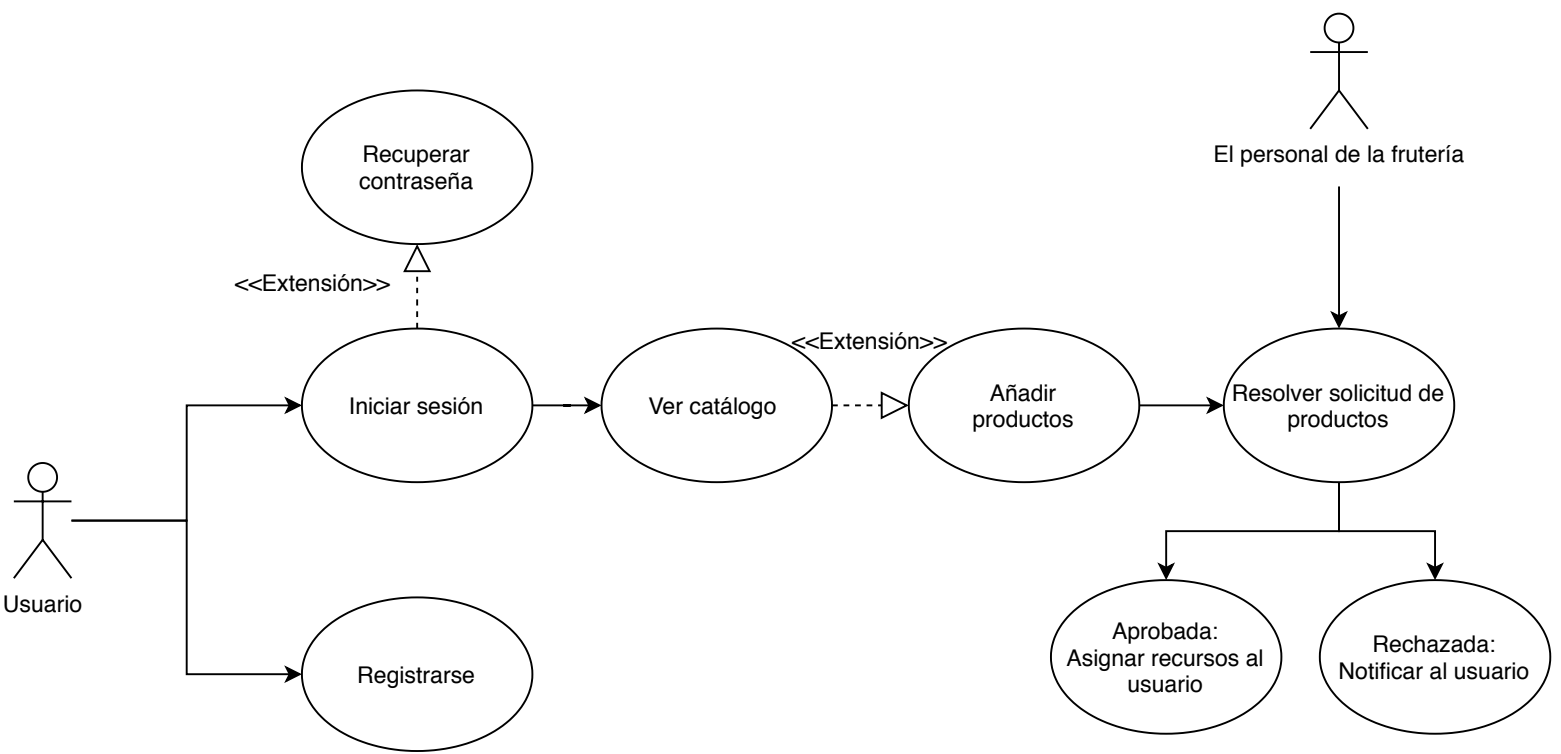 El personal de la frutería
Recuperar
contraseña
<<Extensión>>
<<Extensión>>
Iniciar sesión
Ver catálogo
Añadir
productos
Resolver solicitud de
productos
Usuario
Registrarse
Aprobada:
Asignar recursos al
usuario
Rechazada:
Notificar al usuario